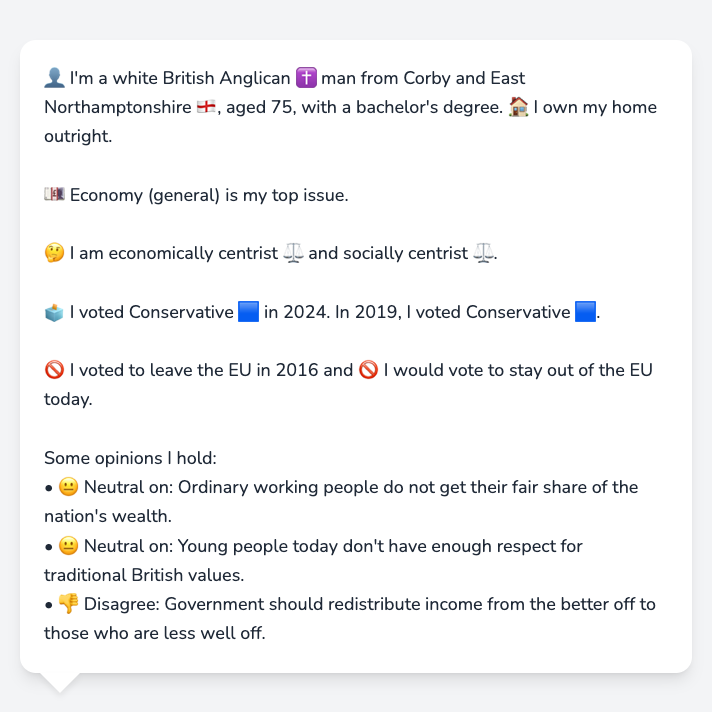 👤 I'm a white British Anglican ✝️ man from Corby and East
Northamptonshire 🏴󠁧󠁢󠁥󠁮󠁧󠁿, aged 75, with a bachelor's degree. 🏠 I own my home
outright.
💷 Economy (general) is my top issue.
🤔 I am economically centrist ⚖️ and socially centrist ⚖️.
🗳️ I voted Conservative 🟦 in 2024. In 2019, I voted Conservative 🟦.
🚫 I voted to leave the EU in 2016 and 🚫 I would vote to stay out of the EU
today.
Some opinions I hold:
• 😐 Neutral on: Ordinary working people do not get their fair share of the
nation's wealth.
• 😐 Neutral on: Young people today don't have enough respect for
traditional British values.
• 👎 Disagree: Government should redistribute income from the better off to
those who are less well off.